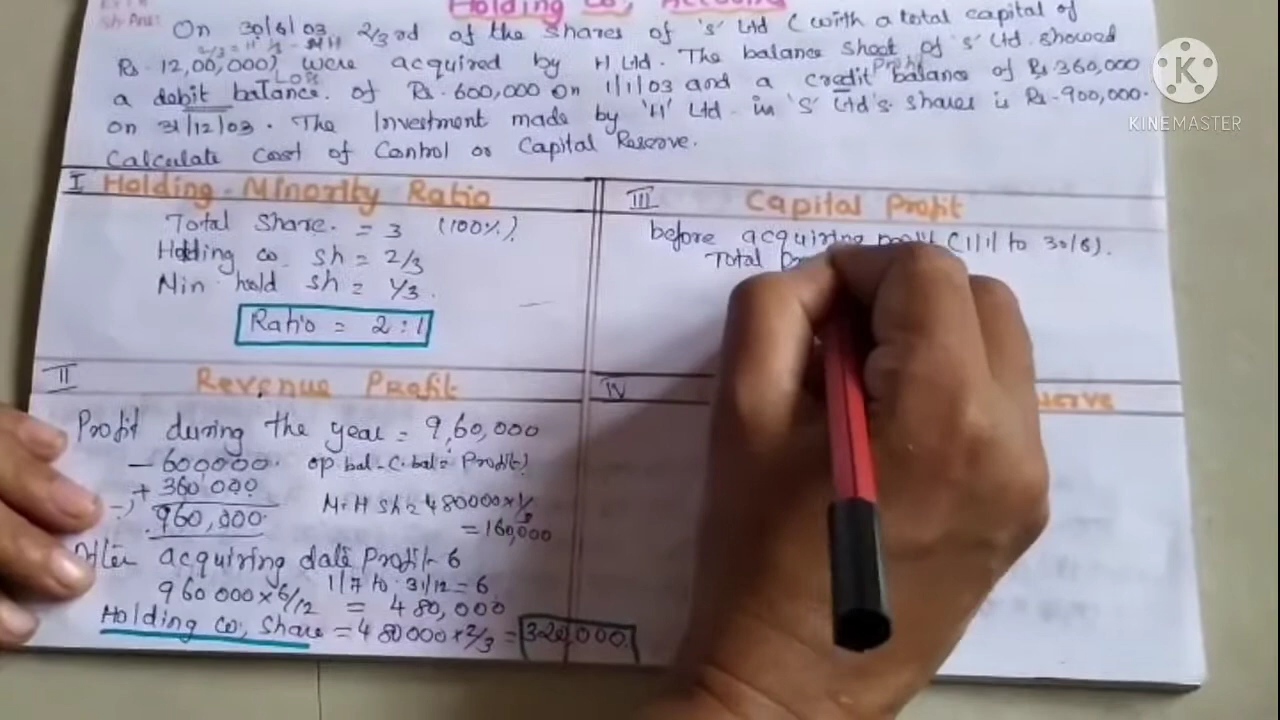 Holding Co; Account
On 30/6/03, 2/3rd of the shares of 'S' Ltd (with a total capital of
Rs. 12,00,000) were acquired by H Ltd. The balance sheet of 'S' Ltd. showed
Loss
Profit
a debit balance of Rs. 600,000 on 1/1/03 and a credit balance of Rs 360,000
on 31/12/03. The Investment made by 'H' Ltd in 'S' Ltd's shares is Rs. 900,000.
Calculate Cost of Control or Capital Reserve.
KINEMASTER
I Holding-Minority Ratio
Total Share. = 3 (100%).
Holding co. sh = 2/3
Min hold sh = 1/3.
Ratio = 2:1
II Revenue Profit
Profit during the year = 9,60,000
- 600000. op bal - C. bal = Profit)
+ 360 000
960,000
M.H sh = 480000 x 1/3
= 160,000
After acquiring date Profit - 6
1/7 to 31/12 = 6
960 000 x 6/12 = 480,000
Holding co; Share = 480000 x 2/3 = 320,000.
III Capital Profit
before acquiring profit (1/1 to 30/6).
Total
IV